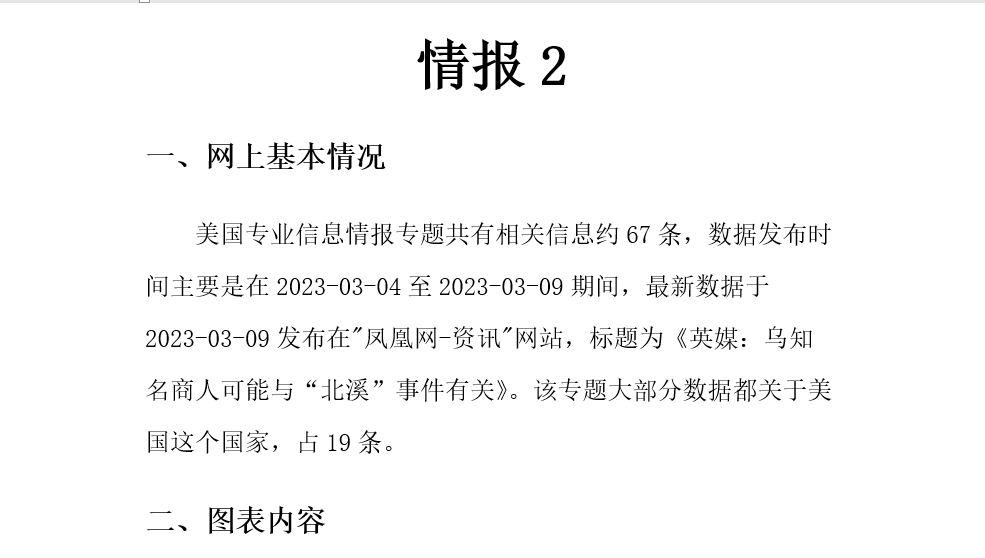 情报 2
一、网上基本情况
美国专业信息情报专题共有相关信息约 67 条，数据发布时
间主要是在 2023-03-04 至 2023-03-09 期间，最新数据于
2023-03-09 发布在"凤凰网-资讯"网站，标题为《英媒：乌知
名商人可能与“北溪”事件有关》。该专题大部分数据都关于美
国这个国家，占 19 条。
二、图表内容